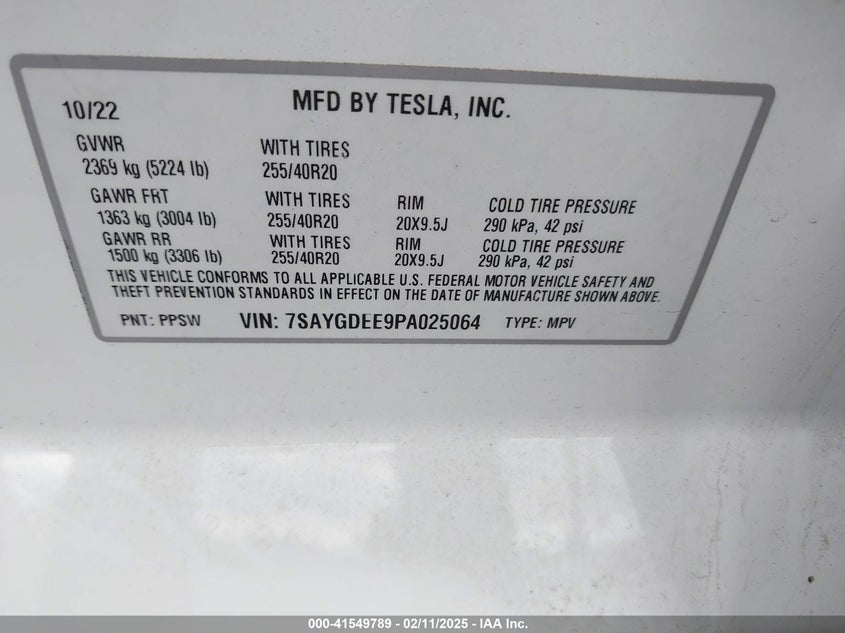 10/22 MFD BY TESLA, INC.
GVWR WITH TIRES
2369 kg (5224 lb) 255/40R20
GAWR FRT WITH TIRES RIM COLD TIRE PRESSURE
1363 kg (3004 lb) 255/40R20 20X9.5J 290 kPa, 42 psi
GAWR RR WITH TIRES RIM COLD TIRE PRESSURE
1500 kg (3306 lb) 255/40R20 20X9.5J 290 kPa, 42 psi
THIS VEHICLE CONFORMS TO ALL APPLICABLE U.S. FEDERAL MOTOR VEHICLE SAFETY AND
THEFT PREVENTION STANDARDS IN EFFECT ON THE DATE OF MANUFACTURE SHOWN ABOVE.
PNT: PPSW VIN: 7SAYGDEE9PA025064 TYPE: MPV
000-41549789 - 02/11/2025 - IAA Inc.